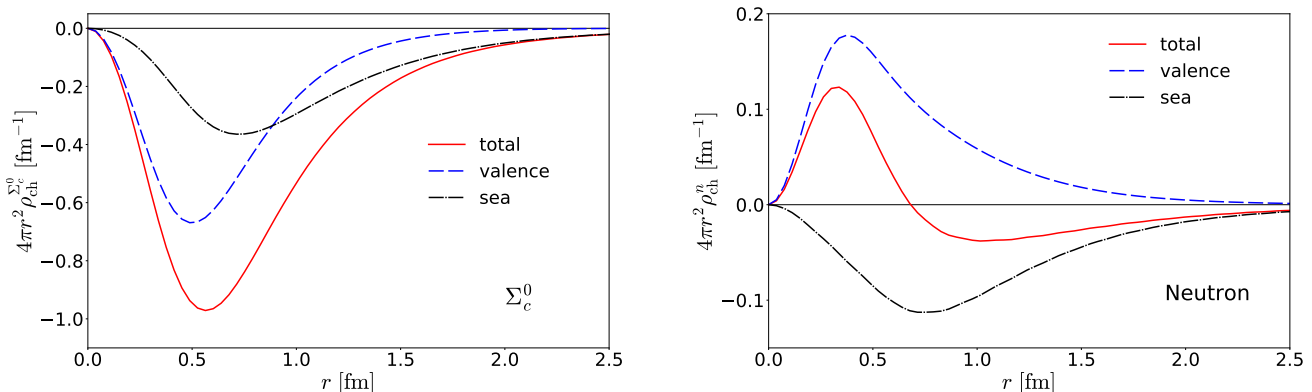 0.0
−0.2
−0.4
−0.6
−0.8
−1.0
4πr²ρ_ch^{Σ_c^0} [fm⁻¹]
total
valence
sea
Σ_c^0
0.0 0.5 1.0 1.5 2.0 2.5
r [fm]
0.2
0.1
0.0
−0.1
4πr²ρ_ch^n [fm⁻¹]
total
valence
sea
Neutron
0.0 0.5 1.0 1.5 2.0 2.5
r [fm]